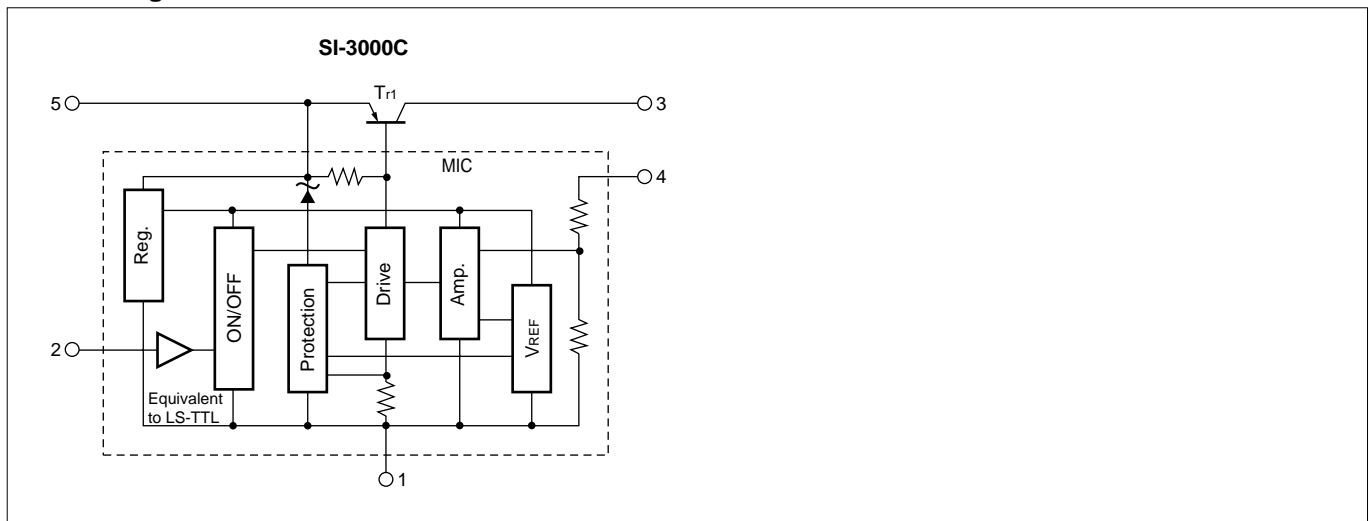 SI-3000C
5
Tr1
3
MIC
4
Reg.
ON/OFF
Protection
Drive
Amp.
VREF
2
Equivalent
to LS-TTL
1